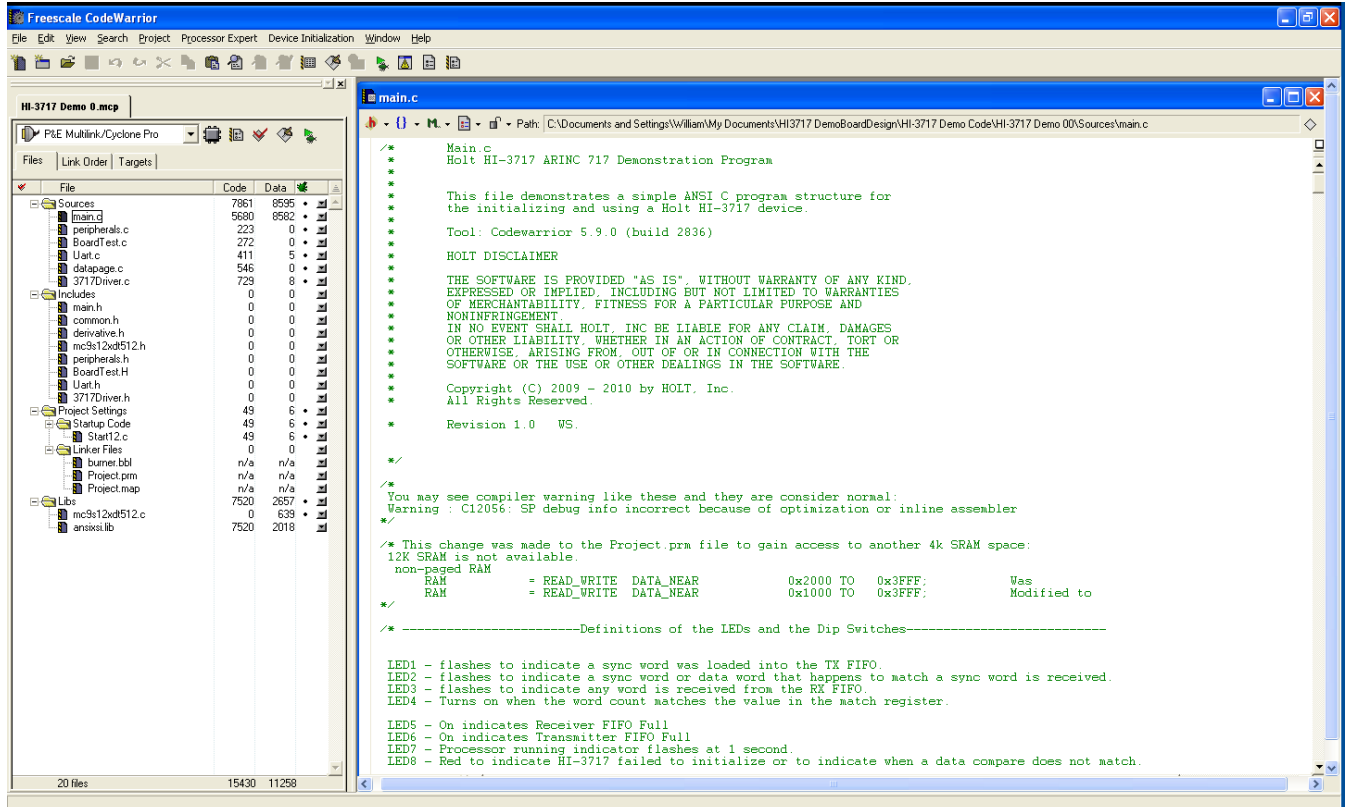 Freescale CodeWarrior
File Edit View Search Project Processor Expert Device Initialization Window Help
HI-3717 Demo 0.mcp
P&E Multilink/Cyclone Pro
Files Link Order Targets
File Code Data
Sources 7861 8595
main.c 5680 8582
peripherals.c 223 0
BoardTest.c 272 0
Uart.c 411 5
datapage.c 546 0
3717Driver.c 729 8
Includes 0 0
main.h 0 0
common.h 0 0
derivative.h 0 0
mc9s12xdt512.h 0 0
peripherals.h 0 0
BoardTest.H 0 0
Uart.h 0 0
3717Driver.h 0 0
Project Settings 49 6
Startup Code 49 6
Start12.c 49 6
Linker Files 0 0
burner.bbl n/a n/a
Project.prm n/a n/a
Project.map n/a n/a
Libs 7520 2657
mc9s12xdt512.c 0 639
ansixsi.lib 7520 2018
20 files 15430 11258
main.c
Path: C:\Documents and Settings\William\My Documents\HI3717 DemoBoardDesign\HI-3717 Demo Code\HI-3717 Demo 00\Sources\main.c
/* Main.c
* Holt HI-3717 ARINC 717 Demonstration Program
*
*
* This file demonstrates a simple ANSI C program structure for
* the initializing and using a Holt HI-3717 device.
*
* Tool: Codewarrior 5.9.0 (build 2836)
*
* HOLT DISCLAIMER
*
* THE SOFTWARE IS PROVIDED "AS IS", WITHOUT WARRANTY OF ANY KIND,
* EXPRESSED OR IMPLIED, INCLUDING BUT NOT LIMITED TO WARRANTIES
* OF MERCHANTABILITY, FITNESS FOR A PARTICULAR PURPOSE AND
* NONINFRINGEMENT.
* IN NO EVENT SHALL HOLT, INC BE LIABLE FOR ANY CLAIM, DAMAGES
* OR OTHER LIABILITY, WHETHER IN AN ACTION OF CONTRACT, TORT OR
* OTHERWISE, ARISING FROM, OUT OF OR IN CONNECTION WITH THE
* SOFTWARE OR THE USE OR OTHER DEALINGS IN THE SOFTWARE.
*
* Copyright (C) 2009 - 2010 by HOLT, Inc.
* All Rights Reserved.
*
* Revision 1.0 WS.
*/
/*
You may see compiler warning like these and they are consider normal:
Warning : C12056: SP debug info incorrect because of optimization or inline assembler
*/
/* This change was made to the Project.prm file to gain access to another 4k SRAM space:
12K SRAM is not available.
non-paged RAM
RAM = READ_WRITE DATA_NEAR 0x2000 TO 0x3FFF; Was
RAM = READ_WRITE DATA_NEAR 0x1000 TO 0x3FFF; Modified to
*/
/* ------------------------Definitions of the LEDs and the Dip Switches---------------------------
LED1 - flashes to indicate a sync word was loaded into the TX FIFO.
LED2 - flashes to indicate a sync word or data word that happens to match a sync word is received.
LED3 - flashes to indicate any word is received from the RX FIFO.
LED4 - Turns on when the word count matches the value in the match register.
LED5 - On indicates Receiver FIFO Full
LED6 - On indicates Transmitter FIFO Full
LED7 - Processor running indicator flashes at 1 second.
LED8 - Red to indicate HI-3717 failed to initialize or to indicate when a data compare does not match.